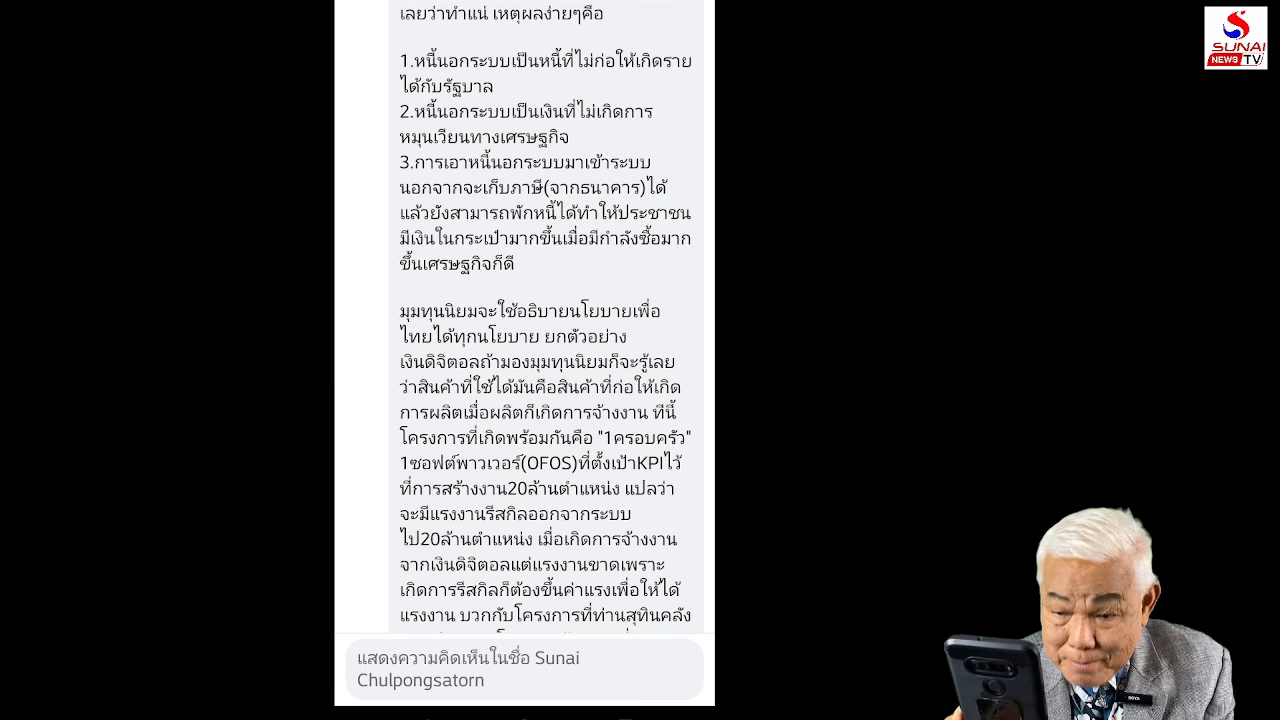 เลยว่าทำแน่ เหตุผลง่ายๆคือ
1.หนี้นอกระบบเป็นหนี้ที่ไม่ก่อให้เกิดราย
ได้กับรัฐบาล
2.หนี้นอกระบบเป็นเงินที่ไม่เกิดการ
หมุนเวียนทางเศรษฐกิจ
3.การเอาหนี้นอกระบบมาเข้าระบบ
นอกจากจะเก็บภาษี(จากธนาคาร)ได้
แล้วยังสามารถพักหนี้ได้ทำให้ประชาชน
มีเงินในกระเป๋ามากขึ้นเมื่อมีกำลังซื้อมาก
ขึ้นเศรษฐกิจก็ดี
มุมทุนนิยมจะใช้อธิบายนโยบายเพื่อ
ไทยได้ทุกนโยบาย ยกตัวอย่าง
เงินดิจิตอลถ้ามองมุมทุนนิยมก็จะรู้เลย
ว่าสินค้าที่ใช้ได้มันคือสินค้าที่ก่อให้เกิด
การผลิตเมื่อผลิตก็เกิดการจ้างงาน ทีนี้
โครงการที่เกิดพร้อมกันคือ "1ครอบครัว"
1ซอฟต์พาวเวอร์(OFOS)ที่ตั้งเป้าKPIไว้
ที่การสร้างงาน20ล้านตำแหน่ง แปลว่า
จะมีแรงงานรีสกิลออกจากระบบ
ไป20ล้านตำแหน่ง เมื่อเกิดการจ้างงาน
จากเงินดิจิตอลแต่แรงงานขาดเพราะ
เกิดการรีสกิลก็ต้องขึ้นค่าแรงเพื่อให้ได้
แรงงาน บวกกับโครงการที่ท่านสุทินคลัง
แสดงความคิดเห็นในชื่อ Sunai
Chulpongsatorn
SUNAI
NEWS TV
BOYA